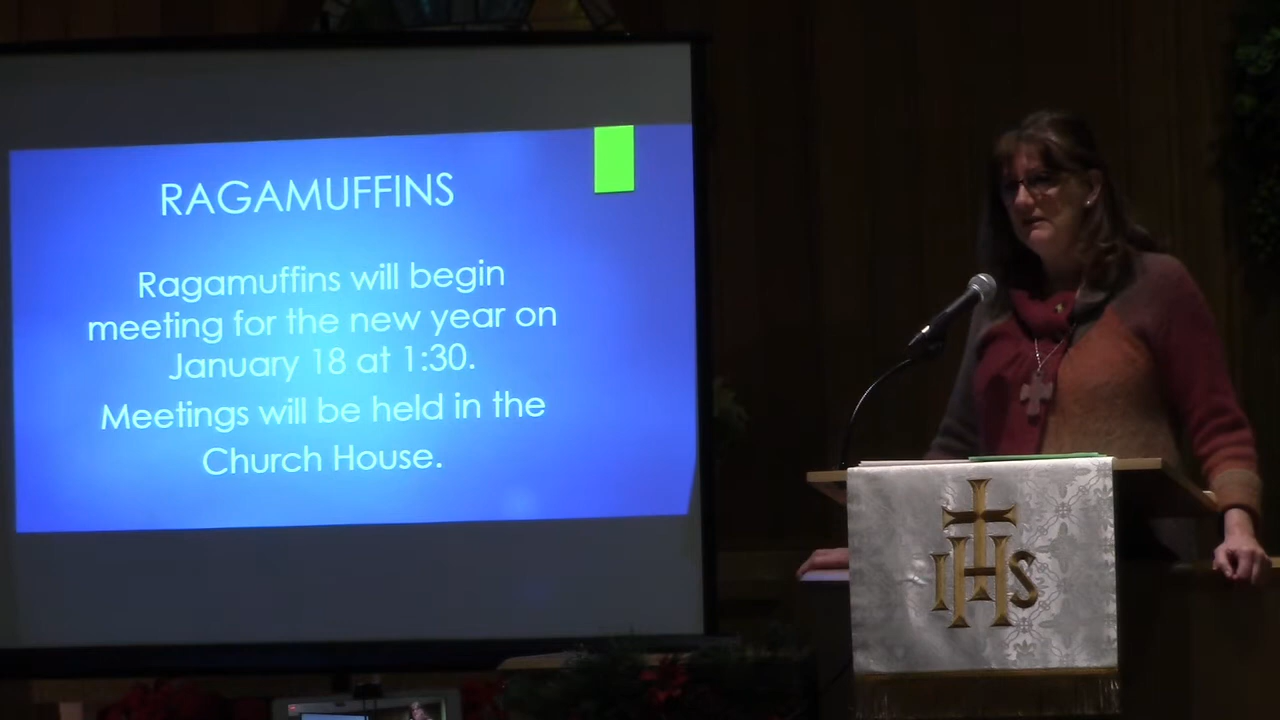 RAGAMUFFINS
Ragamuffins will begin
meeting for the new year on
January 18 at 1:30.
Meetings will be held in the
Church House.
IHS